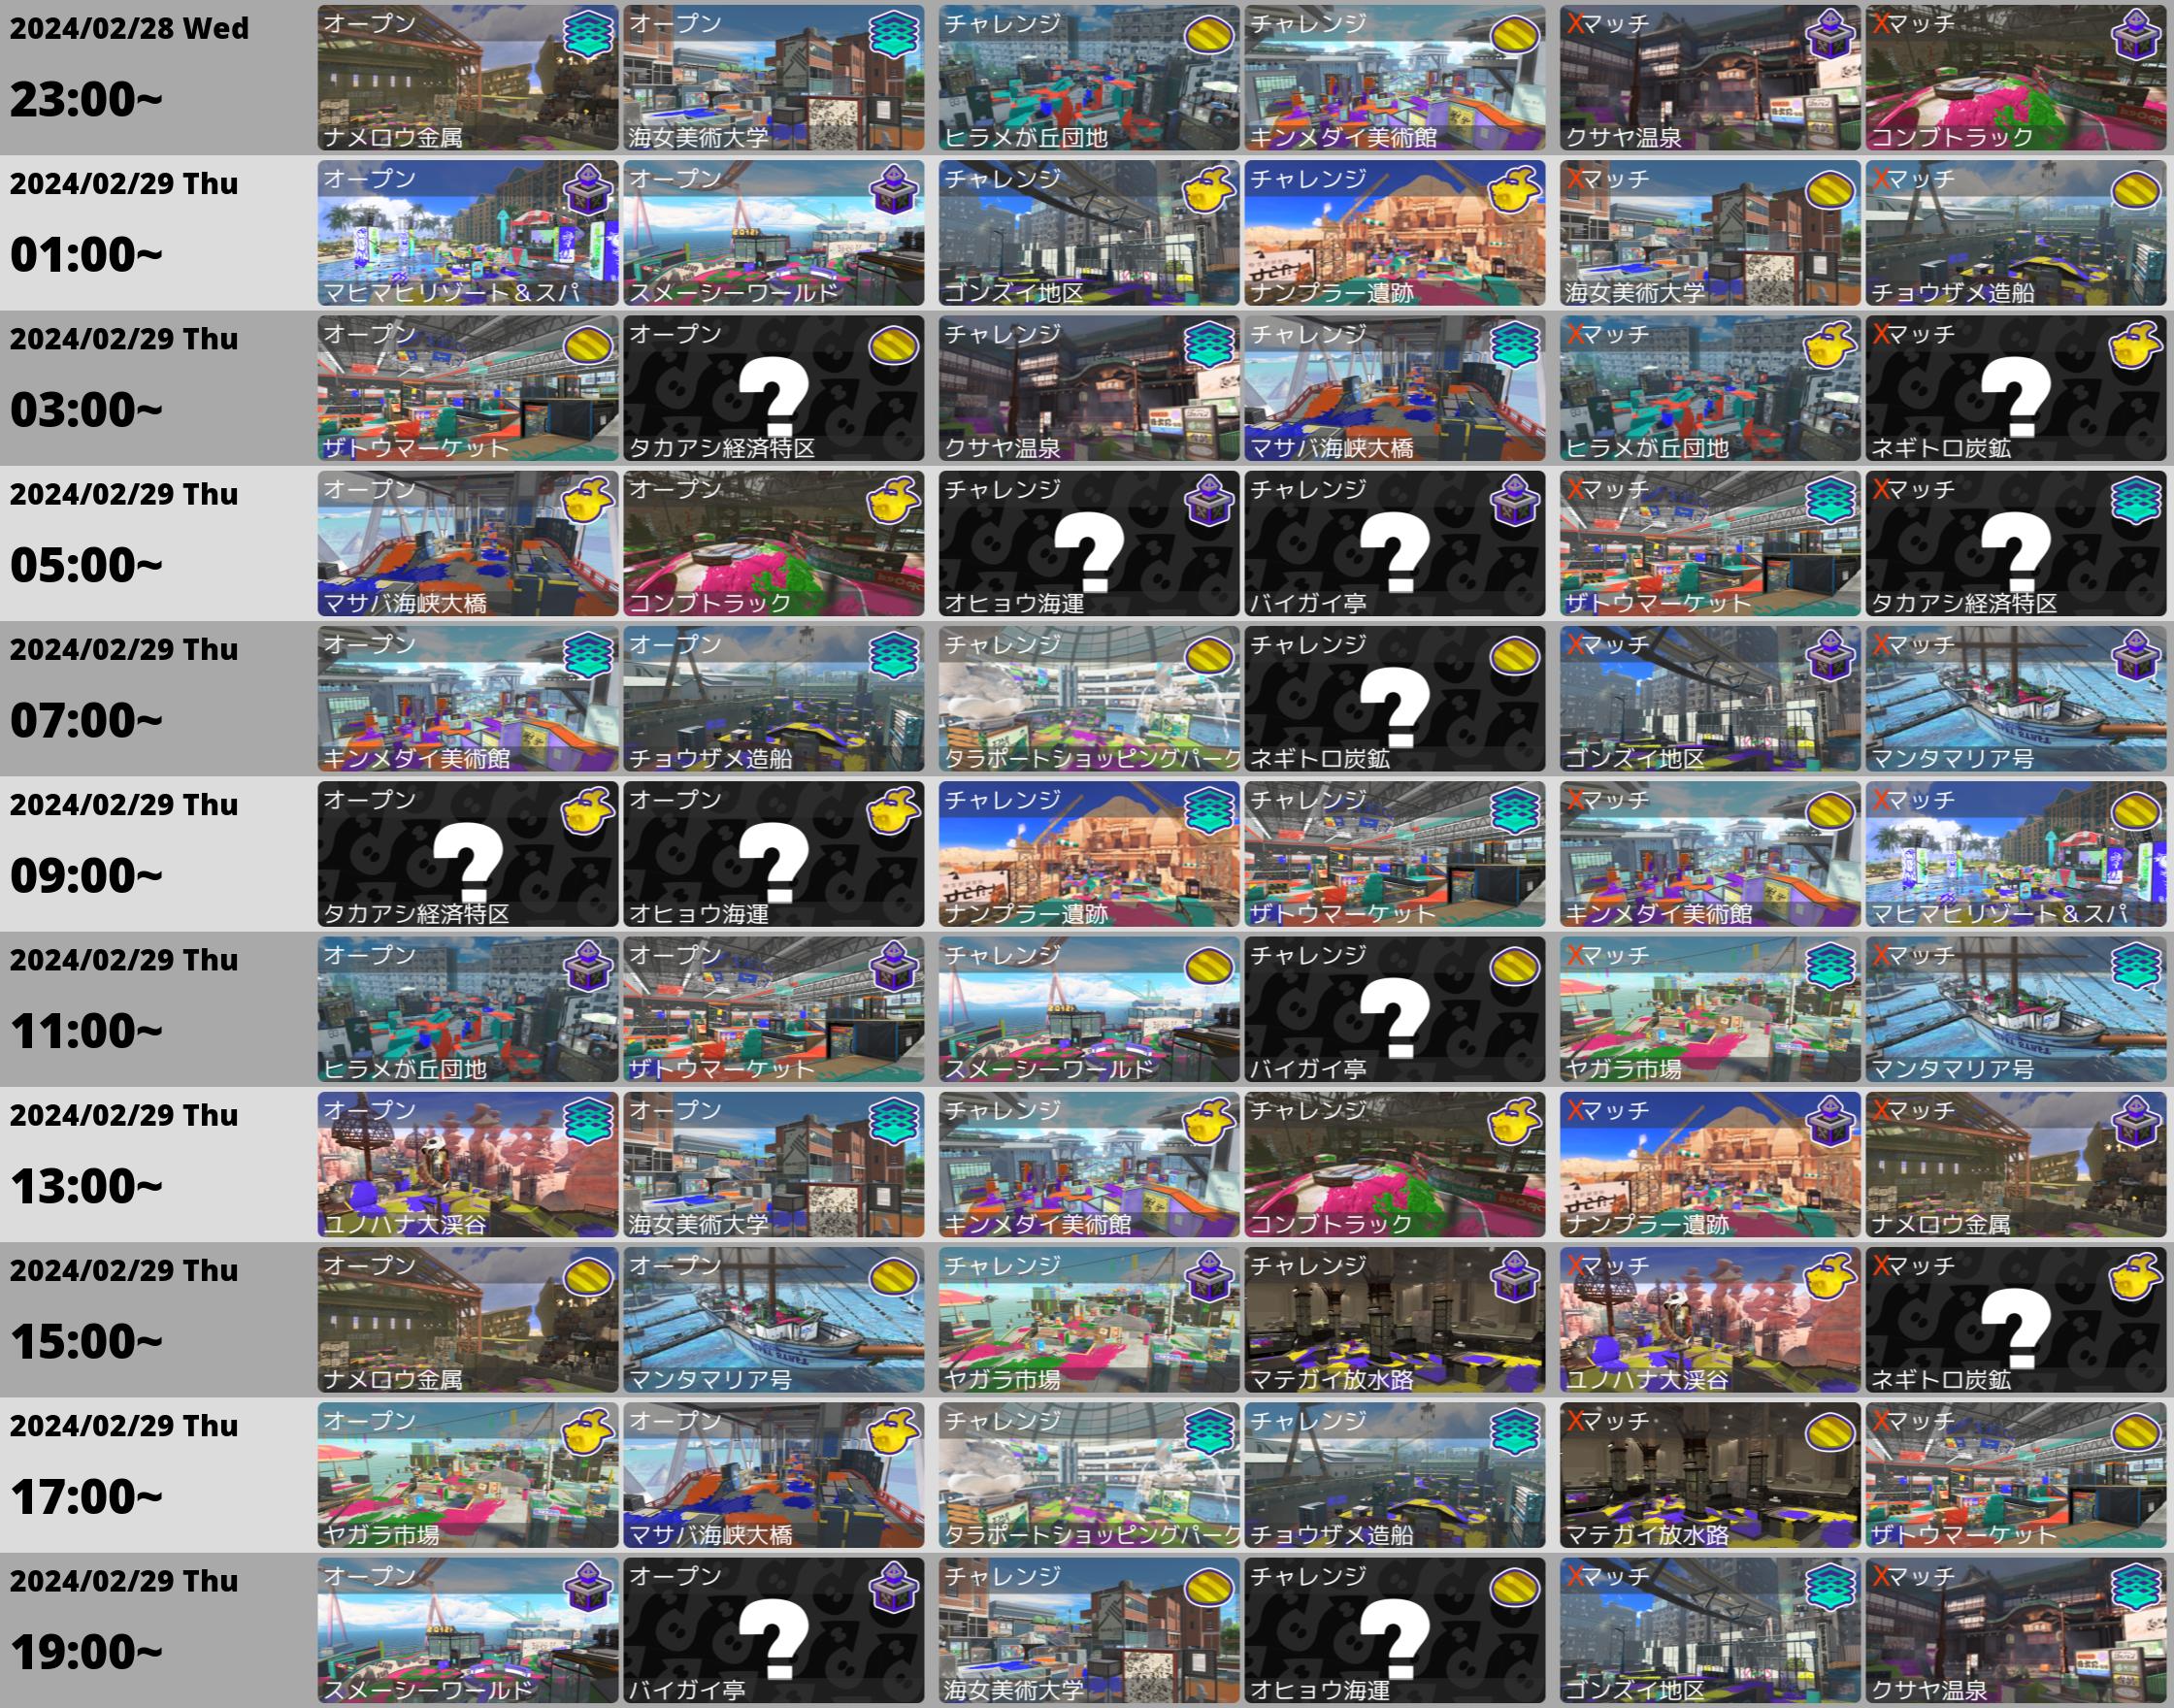 2024/02/28 Wed
23:00~
オープン
ナメロウ金属
オープン
海女美術大学
チャレンジ
ヒラメが丘団地
チャレンジ
キンメダイ美術館
Xマッチ
クサヤ温泉
Xマッチ
コンブトラック
2024/02/29 Thu
01:00~
オープン
マヒマヒリゾート＆スパ
オープン
スメーシーワールド
チャレンジ
ゴンズイ地区
チャレンジ
ナンプラー遺跡
Xマッチ
海女美術大学
Xマッチ
チョウザメ造船
2024/02/29 Thu
03:00~
オープン
ザトウマーケット
オープン
?
タカアシ経済特区
チャレンジ
クサヤ温泉
チャレンジ
マサバ海峡大橋
Xマッチ
ヒラメが丘団地
Xマッチ
?
ネギトロ炭鉱
2024/02/29 Thu
05:00~
オープン
マサバ海峡大橋
オープン
コンブトラック
チャレンジ
?
オヒョウ海運
チャレンジ
?
バイガイ亭
Xマッチ
ザトウマーケット
Xマッチ
?
タカアシ経済特区
2024/02/29 Thu
07:00~
オープン
キンメダイ美術館
オープン
チョウザメ造船
チャレンジ
タラポートショッピングパーク
チャレンジ
?
ネギトロ炭鉱
Xマッチ
ゴンズイ地区
Xマッチ
マンタマリア号
2024/02/29 Thu
09:00~
オープン
?
タカアシ経済特区
オープン
?
オヒョウ海運
チャレンジ
ナンプラー遺跡
チャレンジ
ザトウマーケット
Xマッチ
キンメダイ美術館
Xマッチ
マヒマヒリゾート＆スパ
2024/02/29 Thu
11:00~
オープン
ヒラメが丘団地
オープン
ザトウマーケット
チャレンジ
スメーシーワールド
チャレンジ
?
バイガイ亭
Xマッチ
ヤガラ市場
Xマッチ
マンタマリア号
2024/02/29 Thu
13:00~
オープン
ユノハナ大渓谷
オープン
海女美術大学
チャレンジ
キンメダイ美術館
チャレンジ
コンブトラック
Xマッチ
ナンプラー遺跡
Xマッチ
ナメロウ金属
2024/02/29 Thu
15:00~
オープン
ナメロウ金属
オープン
マンタマリア号
チャレンジ
ヤガラ市場
チャレンジ
マテガイ放水路
Xマッチ
ユノハナ大渓谷
Xマッチ
?
ネギトロ炭鉱
2024/02/29 Thu
17:00~
オープン
ヤガラ市場
オープン
マサバ海峡大橋
チャレンジ
タラポートショッピングパーク
チャレンジ
チョウザメ造船
Xマッチ
マテガイ放水路
Xマッチ
ザトウマーケット
2024/02/29 Thu
19:00~
オープン
スメーシーワールド
オープン
?
バイガイ亭
チャレンジ
海女美術大学
チャレンジ
?
オヒョウ海運
Xマッチ
ゴンズイ地区
Xマッチ
クサヤ温泉